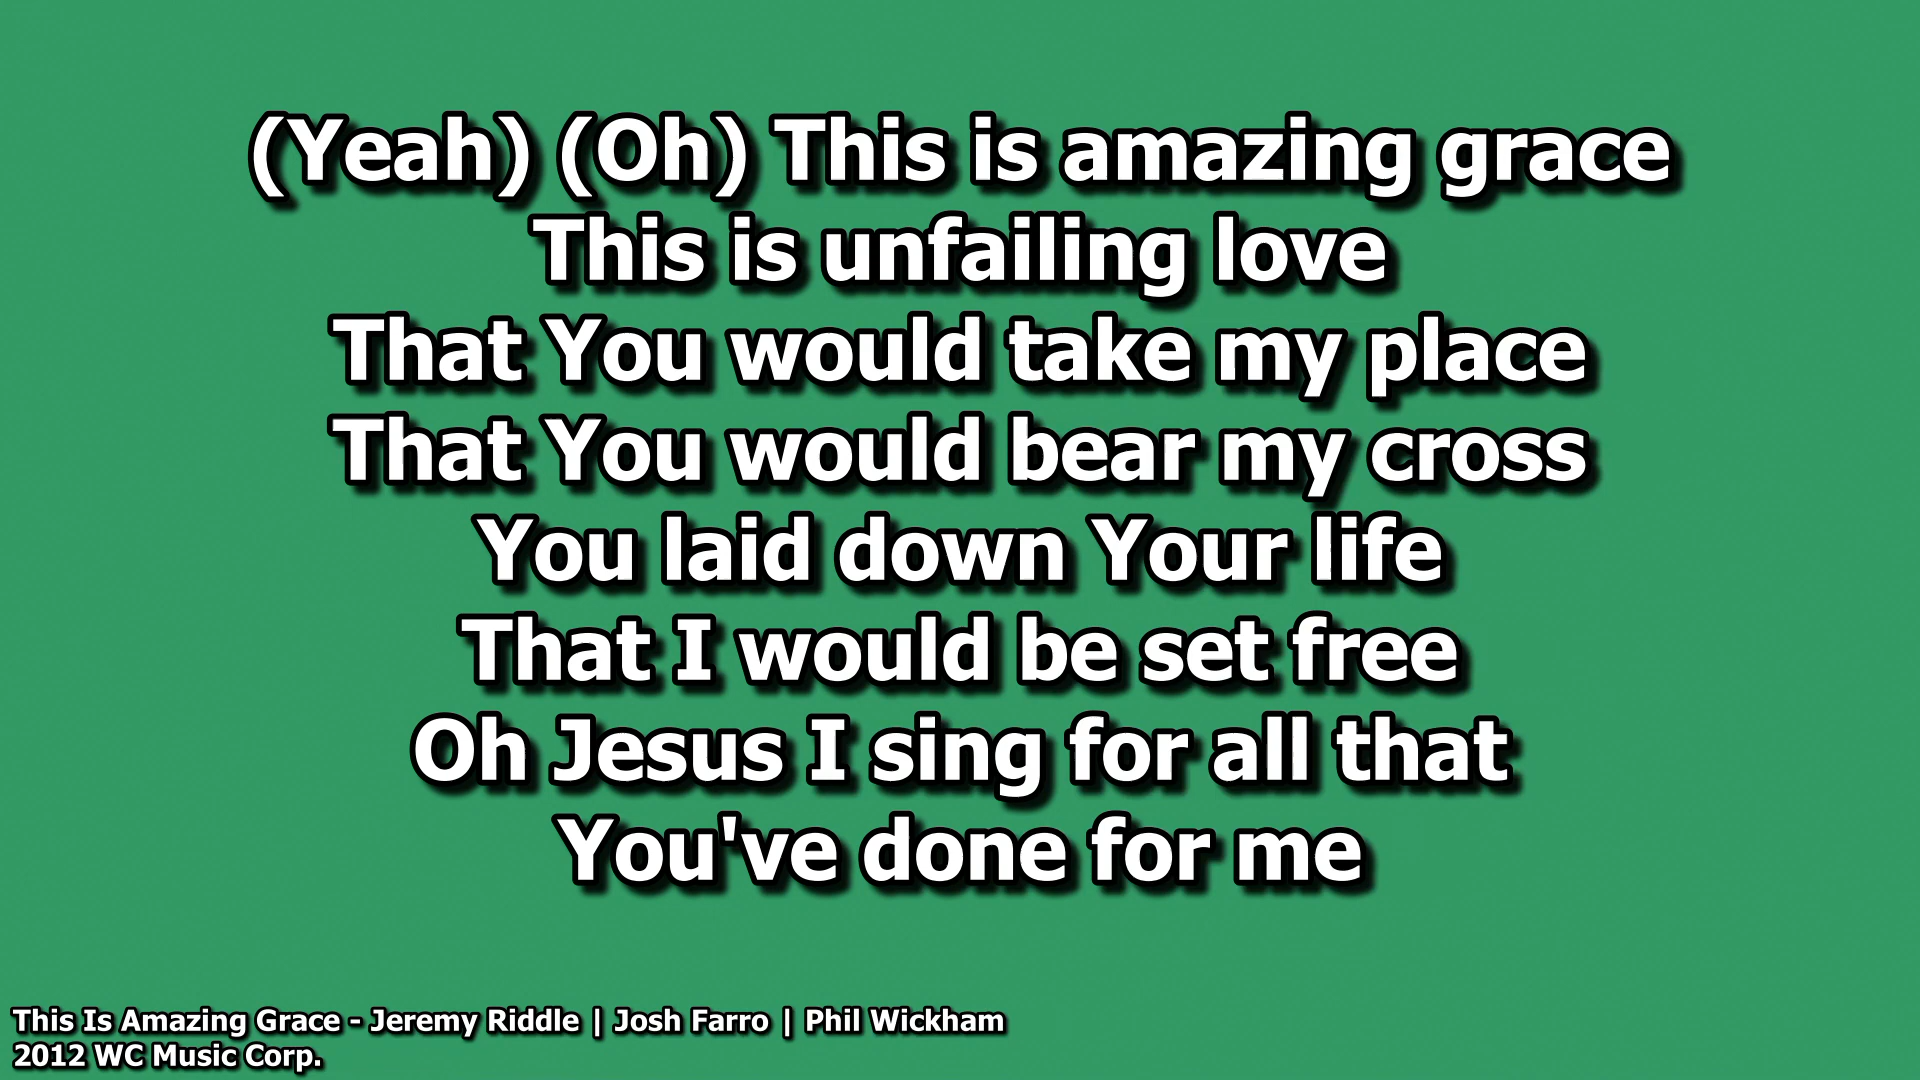 (Yeah) (Oh) This is amazing grace
This is unfailing love
That You would take my place
That You would bear my cross
You laid down Your life
That I would be set free
Oh Jesus I sing for all that
You've done for me
This Is Amazing Grace - Jeremy Riddle | Josh Farro | Phil Wickham
2012 WC Music Corp.